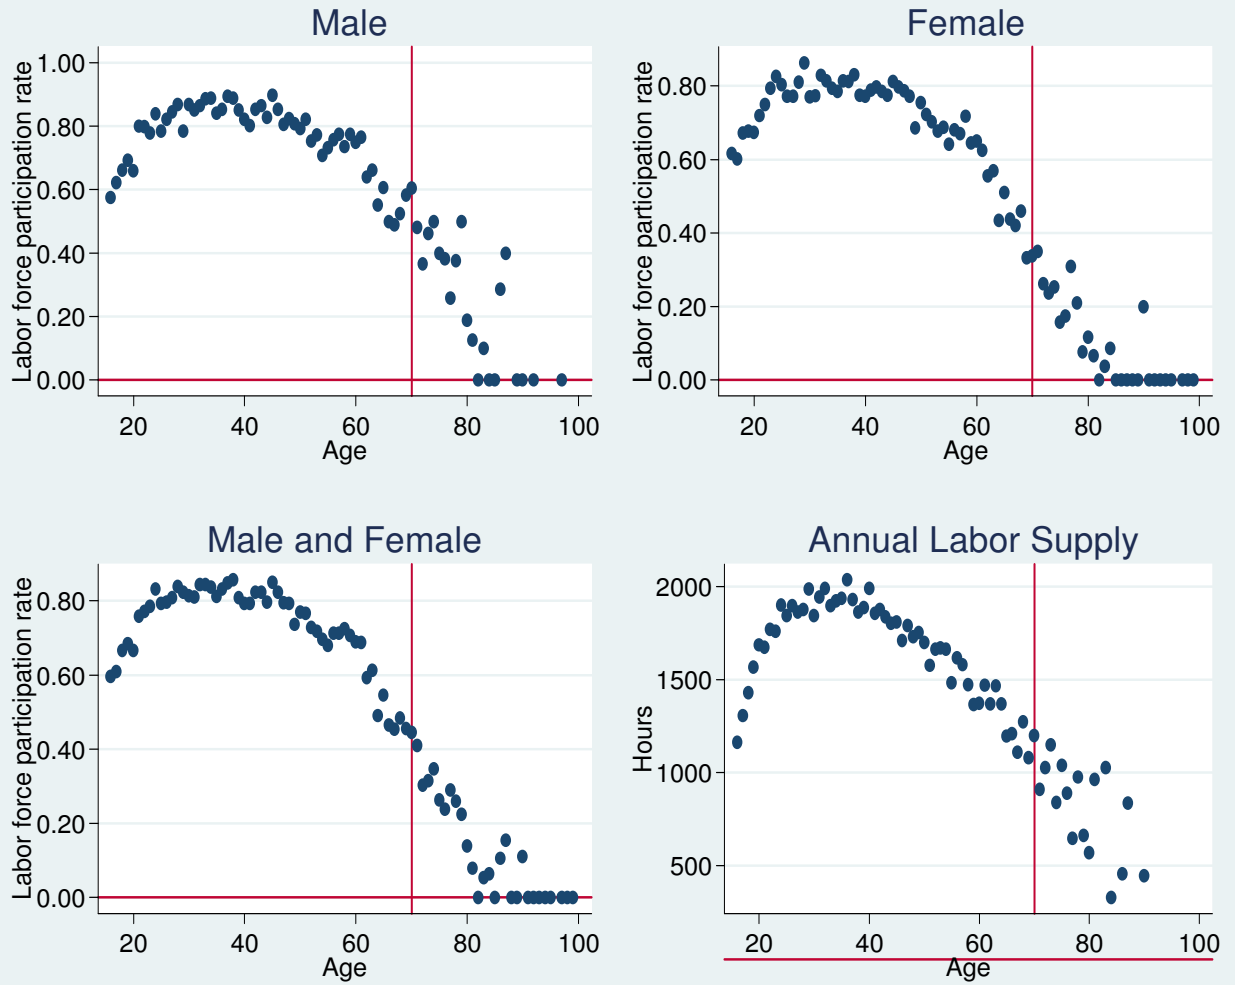 Male
Labor force participation rate
1.00
0.80
0.60
0.40
0.20
0.00
20 40 60 80 100
Age
Female
Labor force participation rate
0.80
0.60
0.40
0.20
0.00
20 40 60 80 100
Age
Male and Female
Labor force participation rate
0.80
0.60
0.40
0.20
0.00
20 40 60 80 100
Age
Annual Labor Supply
Hours
2000
1500
1000
500
20 40 60 80 100
Age